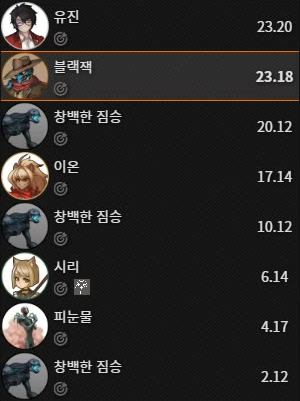 유진
23.20
블랙잭
23.18
창백한 짐승
20.12
이온
17.14
창백한 짐승
10.12
시리
6.14
피눈물
4.17
창백한 짐승
2.12